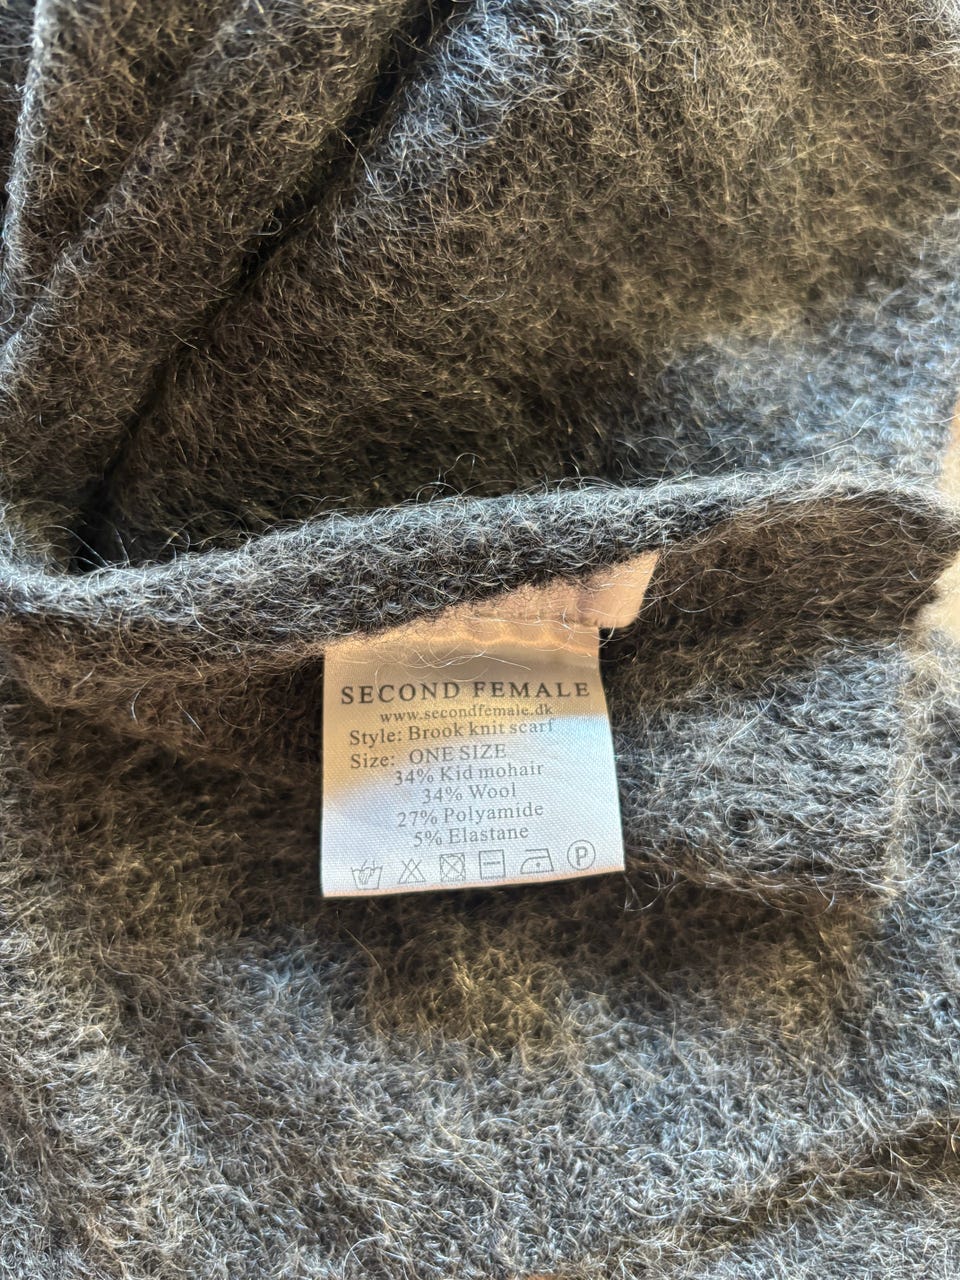 SECOND FEMALE
www.secondfemale.dk
Style: Brook knit scarf
Size: ONE SIZE
34% Kid mohair
34% Wool
27% Polyamide
5% Elastane
P